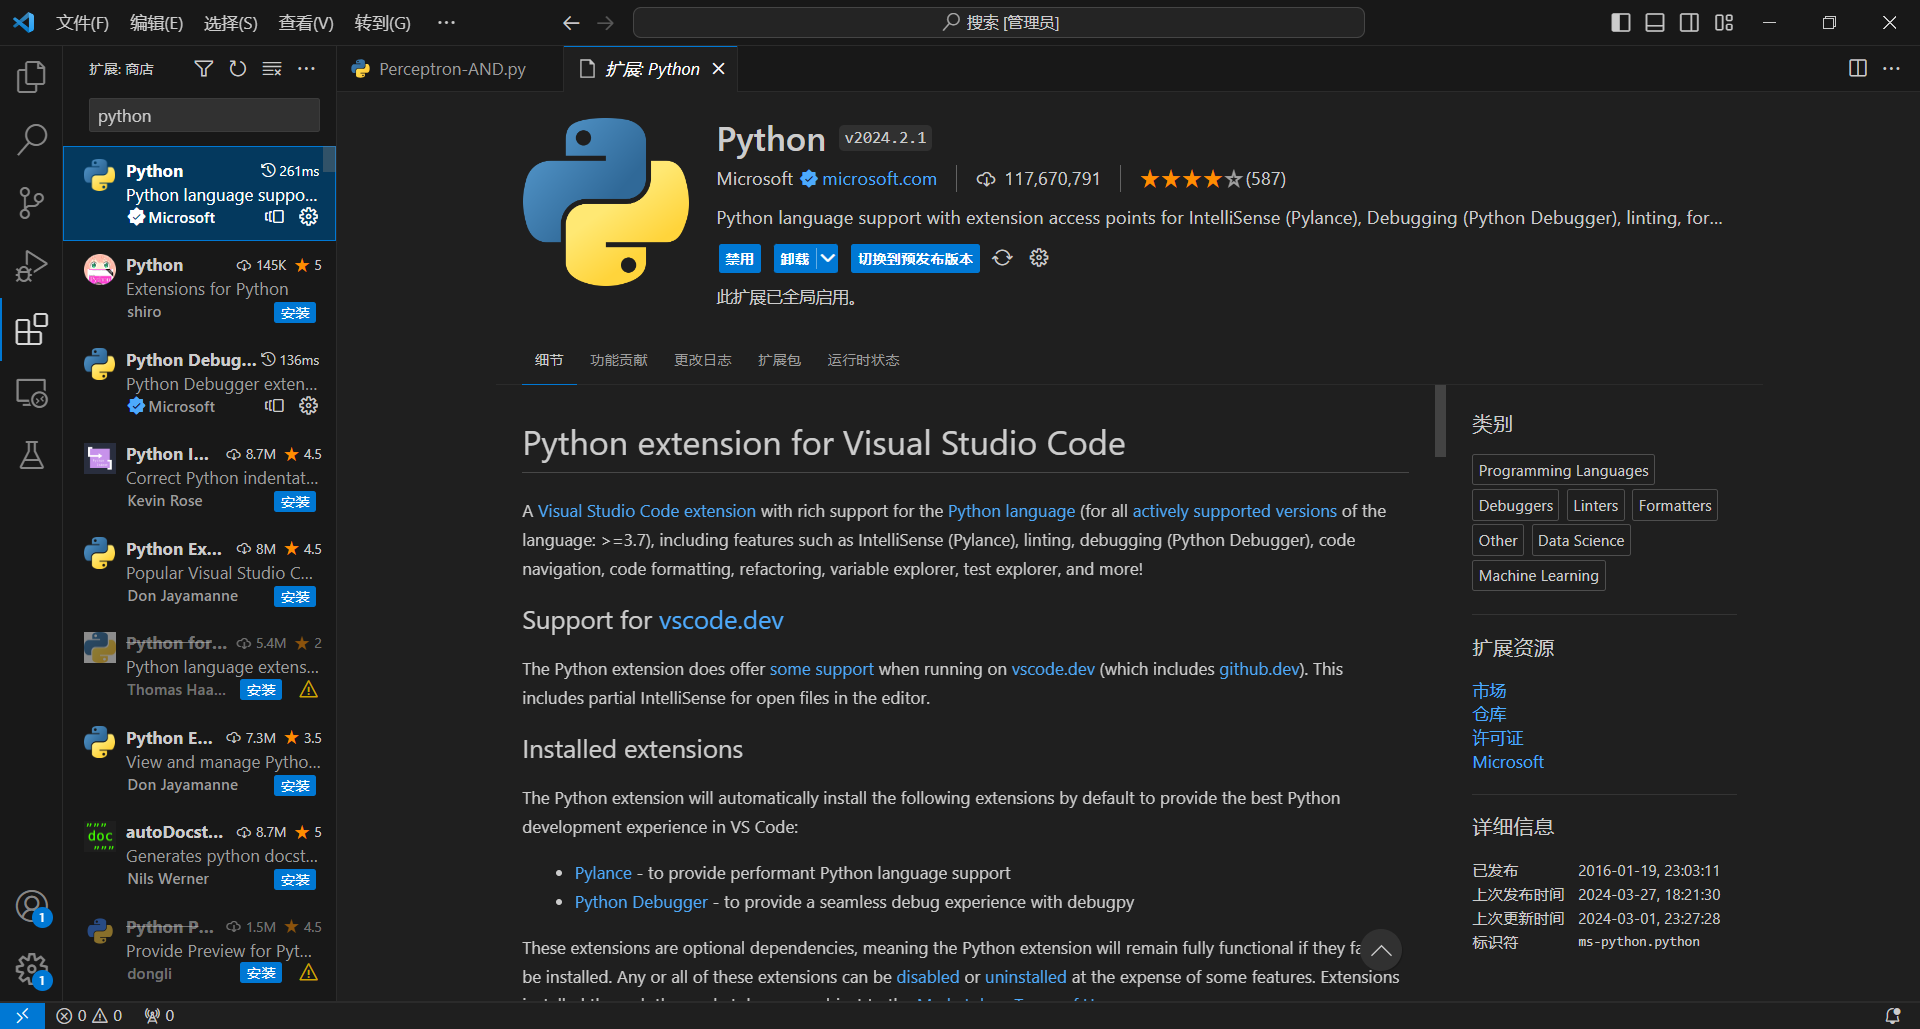 文件(F) 编辑(E) 选择(S) 查看(V) 转到(G) ··· 搜索 [管理员]
扩展: 商店
python
Python 261ms
Python language suppo...
Microsoft
Python 145K 5
Extensions for Python
shiro 安装
Python Debug... 136ms
Python Debugger exten...
Microsoft
Python I... 8.7M 4.5
Correct Python indentat...
Kevin Rose 安装
Python Ex... 8M 4.5
Popular Visual Studio C...
Don Jayamanne 安装
Python for... 5.4M 2
Python language extens...
Thomas Haa... 安装
Python E... 7.3M 3.5
View and manage Pytho...
Don Jayamanne 安装
"""
doc
"""
autoDocst... 8.7M 5
Generates python docst...
Nils Werner 安装
Python P... 1.5M 4.5
Provide Preview for Pyt...
dongli 安装
1
1
Perceptron-AND.py 扩展: Python
Python v2024.2.1
Microsoft microsoft.com 117,670,791 (587)
Python language support with extension access points for IntelliSense (Pylance), Debugging (Python Debugger), linting, for...
禁用 卸载 切换到预发布版本
此扩展已全局启用。
细节 功能贡献 更改日志 扩展包 运行时状态
Python extension for Visual Studio Code
A Visual Studio Code extension with rich support for the Python language (for all actively supported versions of the
language: >=3.7), including features such as IntelliSense (Pylance), linting, debugging (Python Debugger), code
navigation, code formatting, refactoring, variable explorer, test explorer, and more!
Support for vscode.dev
The Python extension does offer some support when running on vscode.dev (which includes github.dev). This
includes partial IntelliSense for open files in the editor.
Installed extensions
The Python extension will automatically install the following extensions by default to provide the best Python
development experience in VS Code:
• Pylance - to provide performant Python language support
• Python Debugger - to provide a seamless debug experience with debugpy
These extensions are optional dependencies, meaning the Python extension will remain fully functional if they fa
be installed. Any or all of these extensions can be disabled or uninstalled at the expense of some features. Extensions
类别
Programming Languages
Debuggers Linters Formatters
Other Data Science
Machine Learning
扩展资源
市场
仓库
许可证
Microsoft
详细信息
已发布 2016-01-19, 23:03:11
上次发布时间 2024-03-27, 18:21:30
上次更新时间 2024-03-01, 23:27:28
标识符 ms-python.python
0 0 0